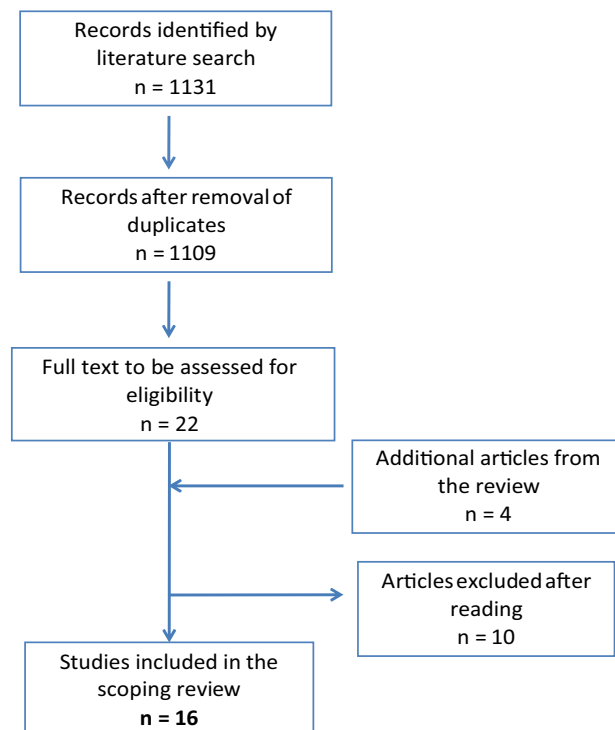 Records identified by
literature search
n = 1131
Records after removal of
duplicates
n = 1109
Full text to be assessed for
eligibility
n = 22
Additional articles from
the review
n = 4
Articles excluded after
reading
n = 10
Studies included in the
scoping review
n = 16